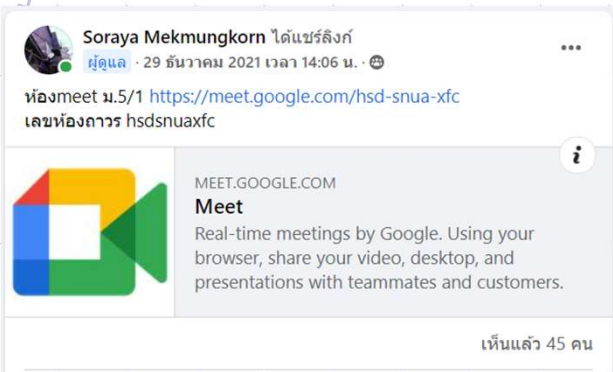 Soraya Mekmungkorn ได้แชร์ลิงก์
ผู้ดูแล · 29 ธันวาคม 2021 เวลา 14:06 น. ·
ห้องmeet ม.5/1 https://meet.google.com/hsd-snua-xfc
เลขห้องถาวร hsdsnuaxfc
i
MEET.GOOGLE.COM
Meet
Real-time meetings by Google. Using your
browser, share your video, desktop, and
presentations with teammates and customers.
เห็นแล้ว 45 คน